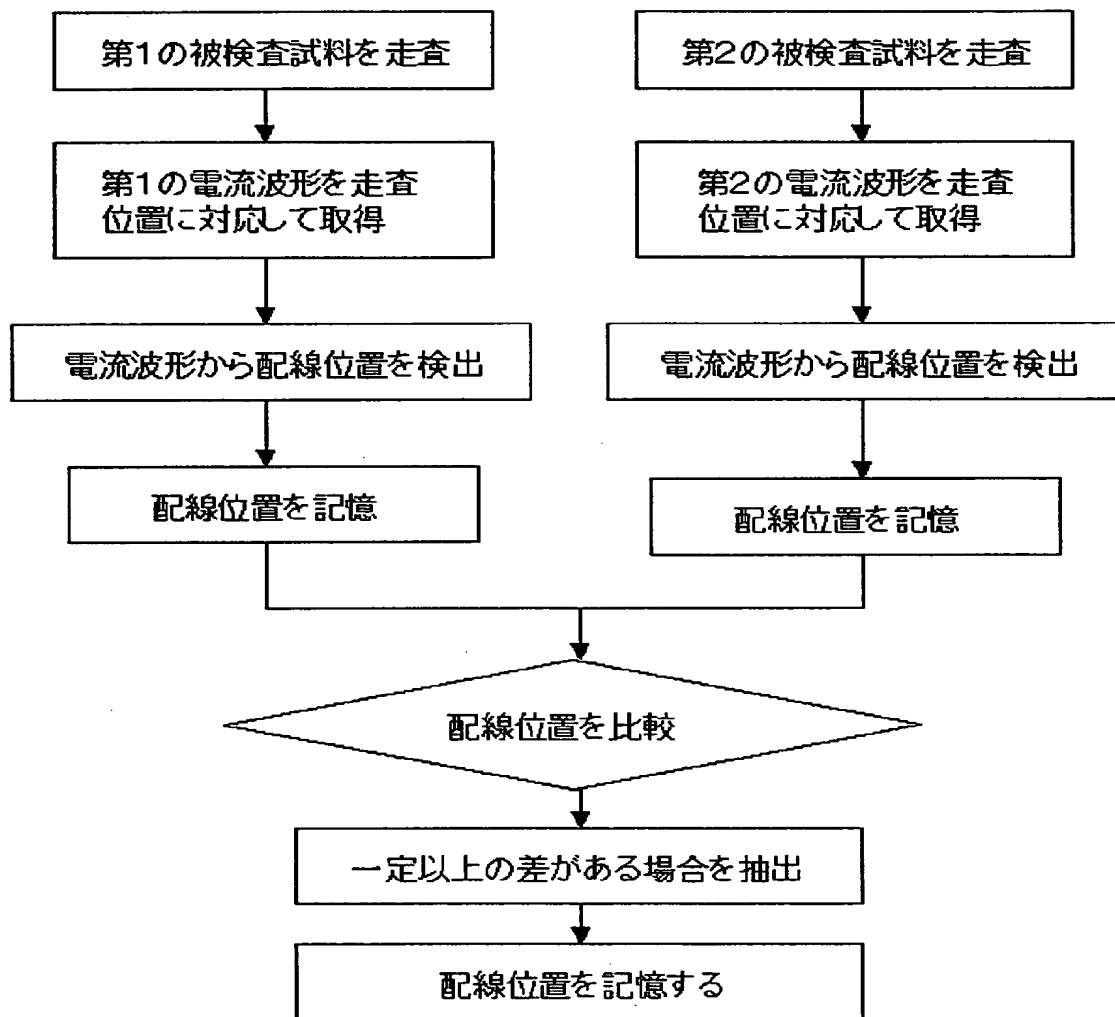 第1の被検査試料を走査
第1の電流波形を走査
位置に対応して取得
電流波形から配線位置を検出
配線位置を記憶
第2の被検査試料を走査
第2の電流波形を走査
位置に対応して取得
電流波形から配線位置を検出
配線位置を記憶
配線位置を比較
一定以上の差がある場合を抽出
配線位置を記憶する